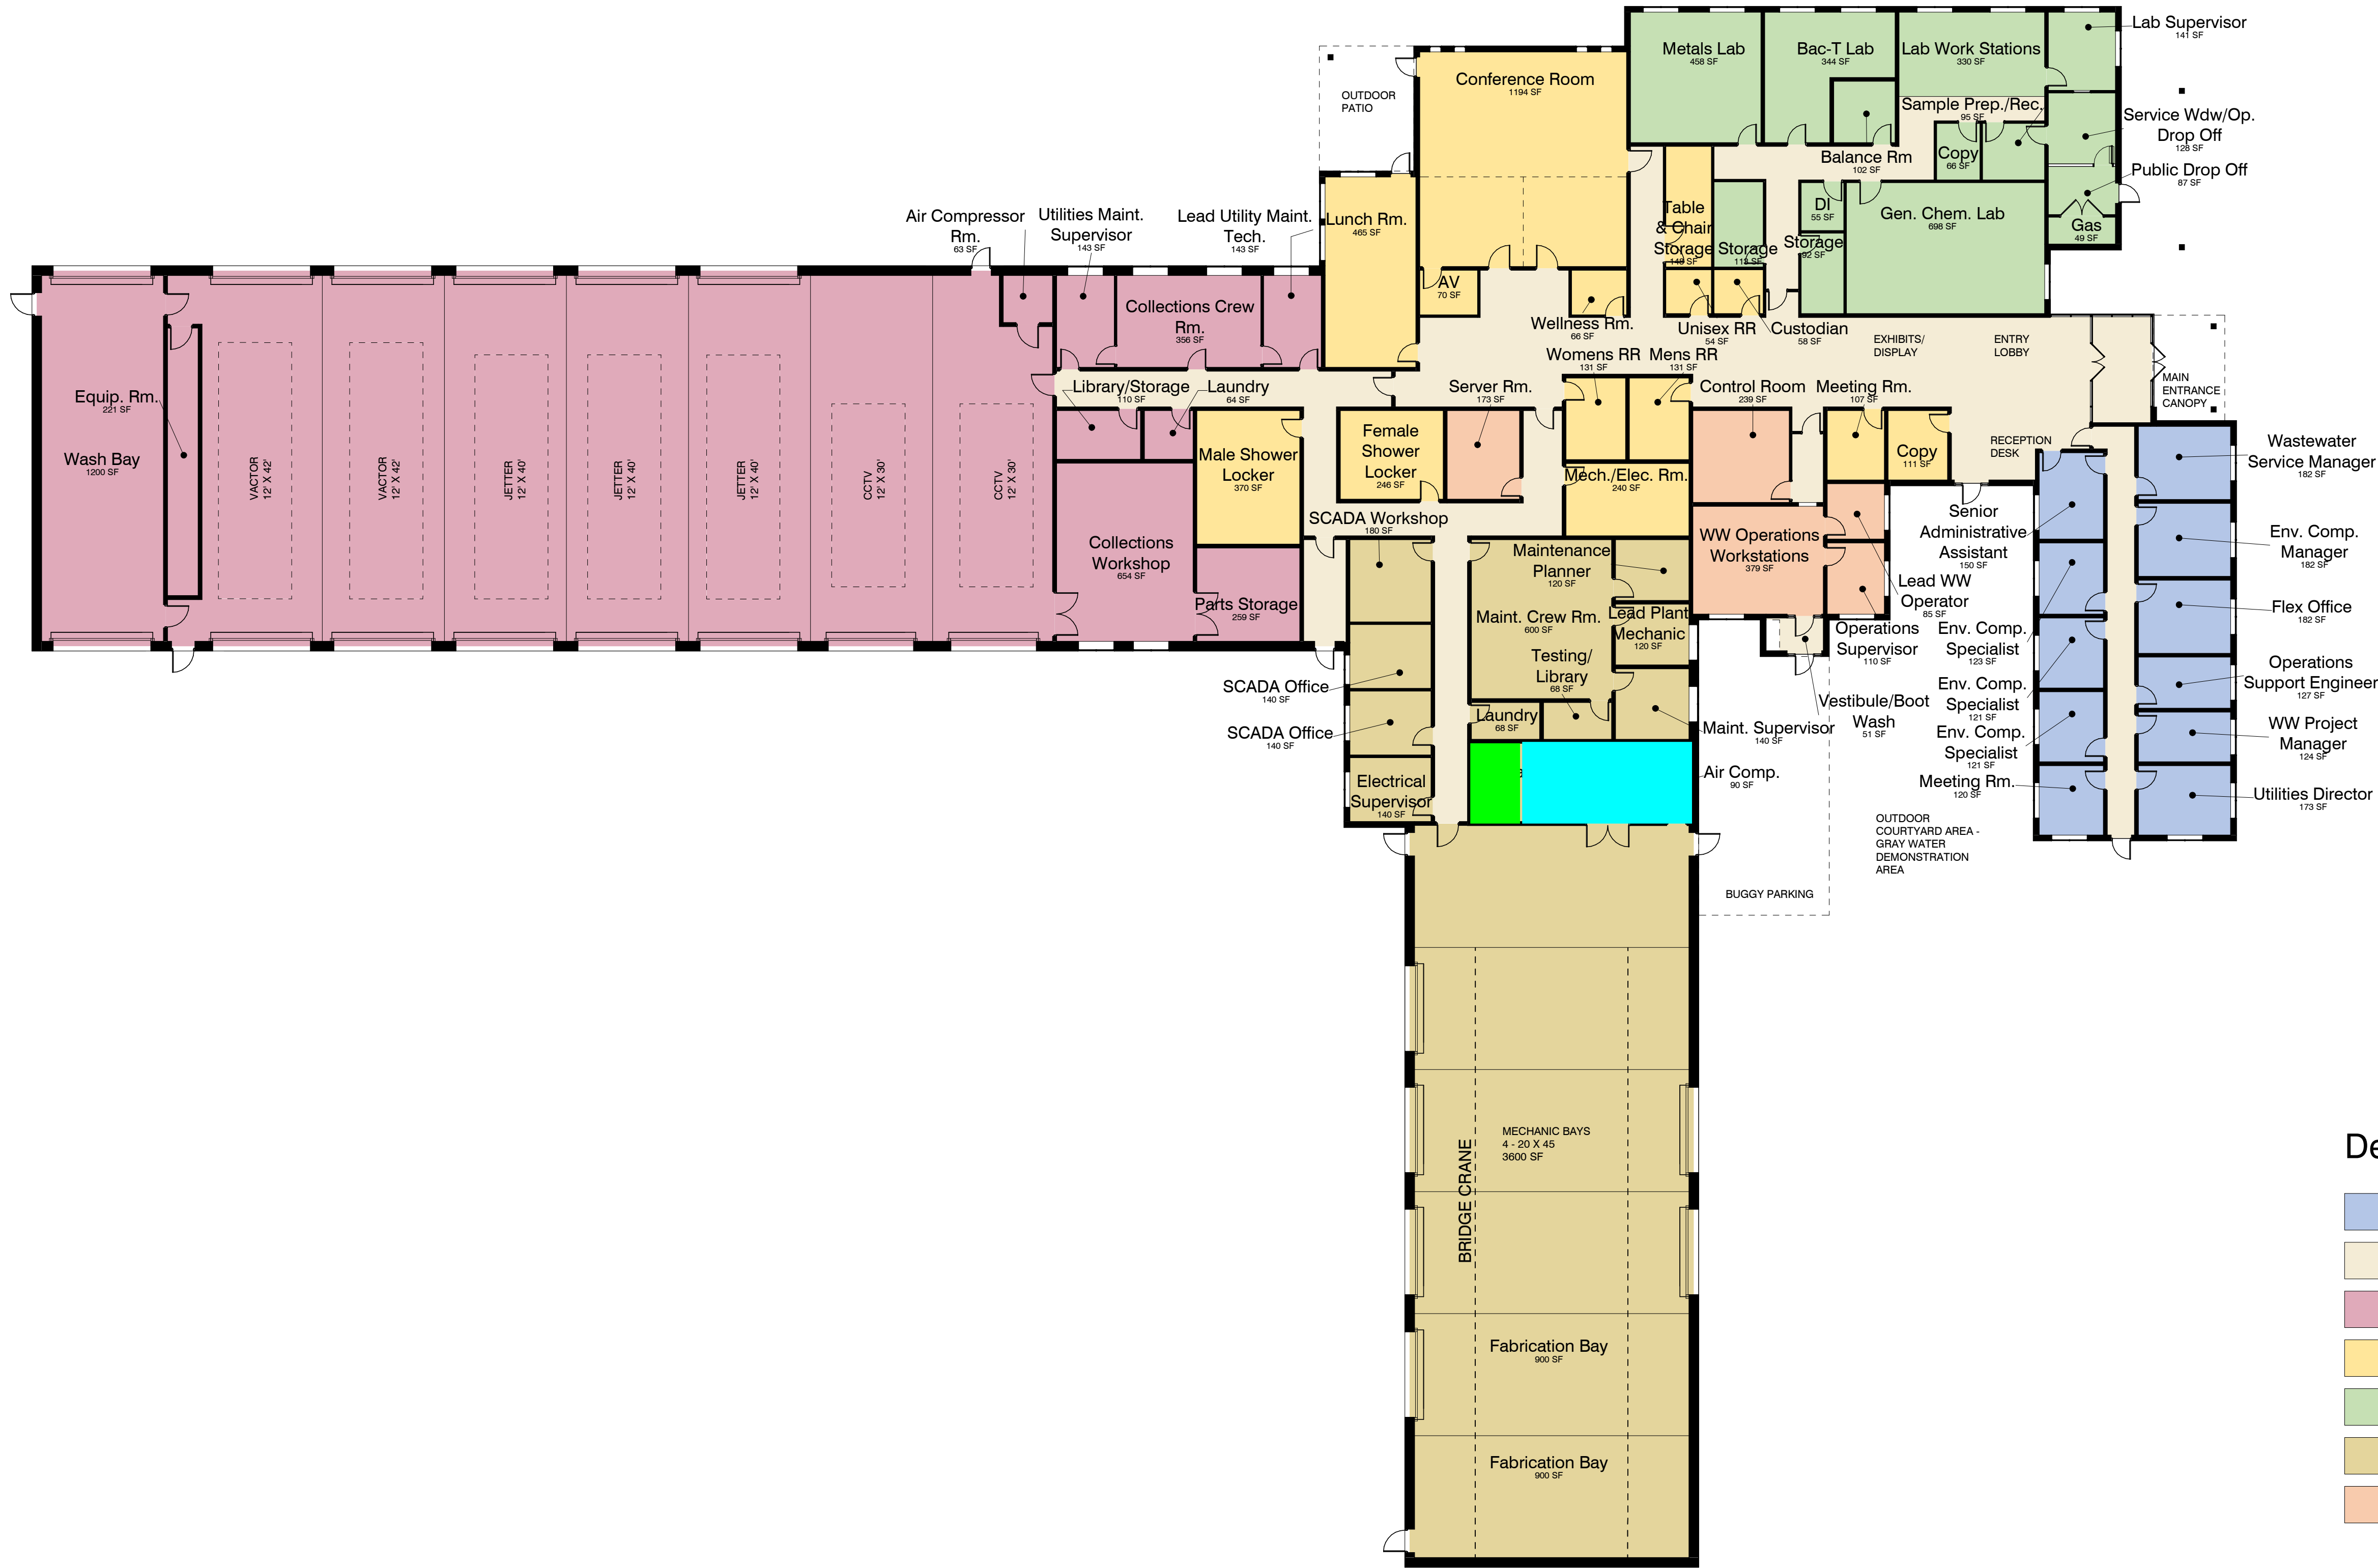 Lab Supervisor
141 SF
Metals Lab
458 SF
Bac-T Lab
344 SF
Lab Work Stations
330 SF
Conference Room
1194 SF
OUTDOOR
PATIO
Sample Prep./Rec.
95 SF
Service Wdw/Op.
Drop Off
128 SF
Copy
66 SF
Balance Rm
102 SF
Public Drop Off
87 SF
Air Compressor
Rm.
63 SF
Utilities Maint.
Supervisor
143 SF
Lead Utility Maint.
Tech.
143 SF
Lunch Rm.
465 SF
Table
& Chair
Storage
148 SF
Storage
113 SF
DI
55 SF
Storage
92 SF
Gen. Chem. Lab
698 SF
Gas
49 SF
AV
70 SF
Collections Crew
Rm.
356 SF
Wellness Rm.
66 SF
Unisex RR
54 SF
Custodian
58 SF
EXHIBITS/
DISPLAY
ENTRY
LOBBY
Womens RR
131 SF
Mens RR
131 SF
MAIN
ENTRANCE
CANOPY
Equip. Rm.
221 SF
Library/Storage
110 SF
Laundry
64 SF
Server Rm.
173 SF
Control Room
239 SF
Meeting Rm.
107 SF
Wash Bay
1200 SF
VACTOR
12' X 42'
VACTOR
12' X 42'
JETTER
12' X 40'
JETTER
12' X 40'
JETTER
12' X 40'
CCTV
12' X 30'
CCTV
12' X 30'
Male Shower
Locker
370 SF
Female
Shower
Locker
246 SF
Mech./Elec. Rm.
240 SF
Copy
111 SF
RECEPTION
DESK
Wastewater
Service Manager
182 SF
SCADA Workshop
180 SF
Collections
Workshop
654 SF
Parts Storage
259 SF
Maintenance
Planner
120 SF
WW Operations
Workstations
379 SF
Senior
Administrative
Assistant
150 SF
Env. Comp.
Manager
182 SF
Lead WW
Operator
85 SF
Flex Office
182 SF
Maint. Crew Rm.
600 SF
Lead Plant
Mechanic
120 SF
Operations
Supervisor
110 SF
Env. Comp.
Specialist
123 SF
Testing/
Library
68 SF
Operations
Support Engineer
127 SF
SCADA Office
140 SF
Env. Comp.
Specialist
121 SF
Vestibule/Boot
Wash
51 SF
Laundry
68 SF
Maint. Supervisor
140 SF
SCADA Office
140 SF
Env. Comp.
Specialist
121 SF
WW Project
Manager
124 SF
Electrical
Supervisor
140 SF
Air Comp.
90 SF
Meeting Rm.
120 SF
Utilities Director
173 SF
OUTDOOR
COURTYARD AREA -
GRAY WATER
DEMONSTRATION
AREA
BUGGY PARKING
BRIDGE CRANE
MECHANIC BAYS
4 - 20 X 45
3600 SF
De
Fabrication Bay
900 SF
Fabrication Bay
900 SF